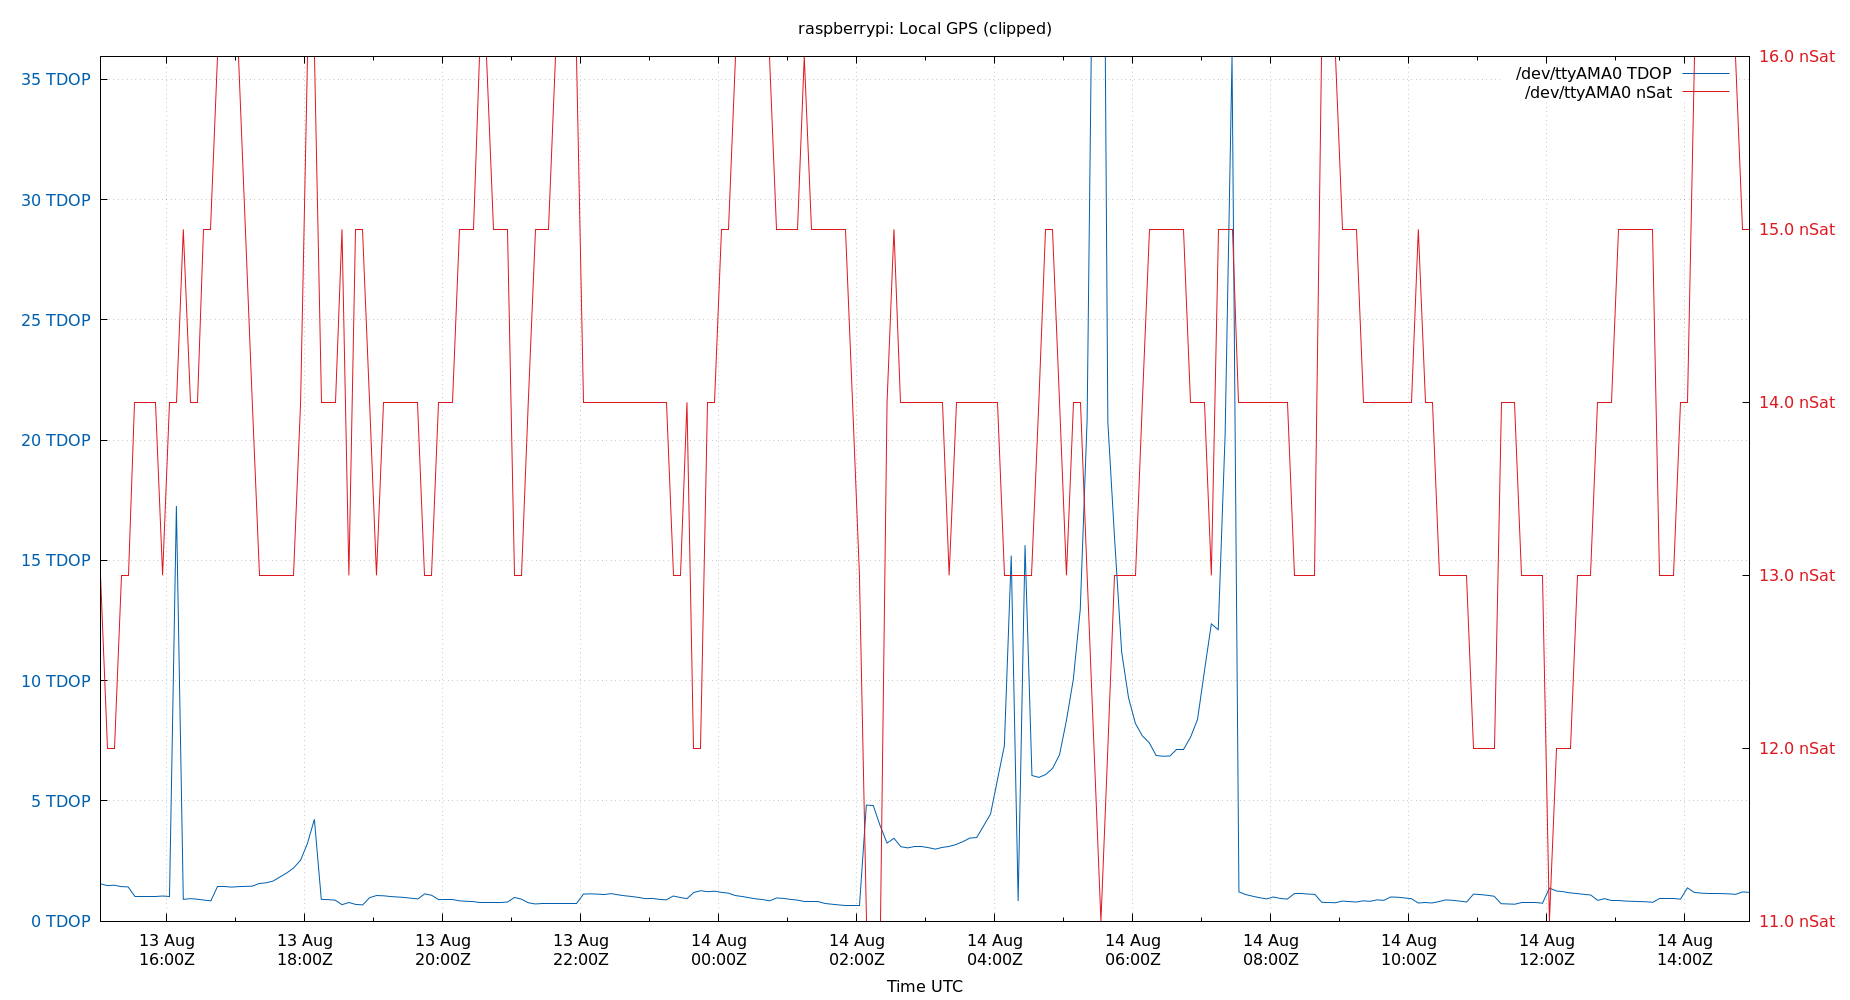 raspberrypi: Local GPS (clipped)
/dev/ttyAMA0 TDOP
/dev/ttyAMA0 nSat
35 TDOP
30 TDOP
25 TDOP
20 TDOP
15 TDOP
10 TDOP
5 TDOP
0 TDOP
16.0 nSat
15.0 nSat
14.0 nSat
13.0 nSat
12.0 nSat
11.0 nSat
13 Aug
16:00Z
13 Aug
18:00Z
13 Aug
20:00Z
13 Aug
22:00Z
14 Aug
00:00Z
14 Aug
02:00Z
14 Aug
04:00Z
14 Aug
06:00Z
14 Aug
08:00Z
14 Aug
10:00Z
14 Aug
12:00Z
14 Aug
14:00Z
Time UTC